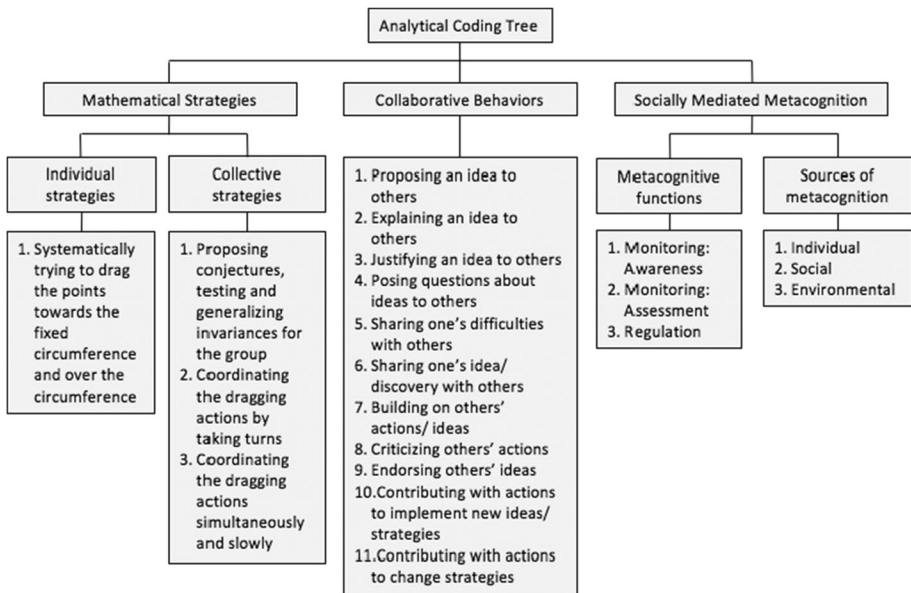 Analytical Coding Tree
Mathematical Strategies
Collaborative Behaviors
Socially Mediated Metacognition
Individual
strategies
Collective
strategies
Metacognitive
functions
Sources of
metacognition
1. Systematically
trying to drag
the points
towards the
fixed
circumference
and over the
circumference
1. Proposing
conjectures,
testing and
generalizing
invariances for
the group
2. Coordinating
the dragging
actions by
taking turns
3. Coordinating
the dragging
actions
simultaneously
and slowly
1. Proposing an idea to
others
2. Explaining an idea to
others
3. Justifying an idea to others
4. Posing questions about
ideas to others
5. Sharing one's difficulties
with others
6. Sharing one's idea/
discovery with others
7. Building on others'
actions/ ideas
8. Criticizing others' actions
9. Endorsing others' ideas
10.Contributing with actions
to implement new ideas/
strategies
11.Contributing with actions
to change strategies
1. Monitoring:
Awareness
2. Monitoring:
Assessment
3. Regulation
1. Individual
2. Social
3. Environmental